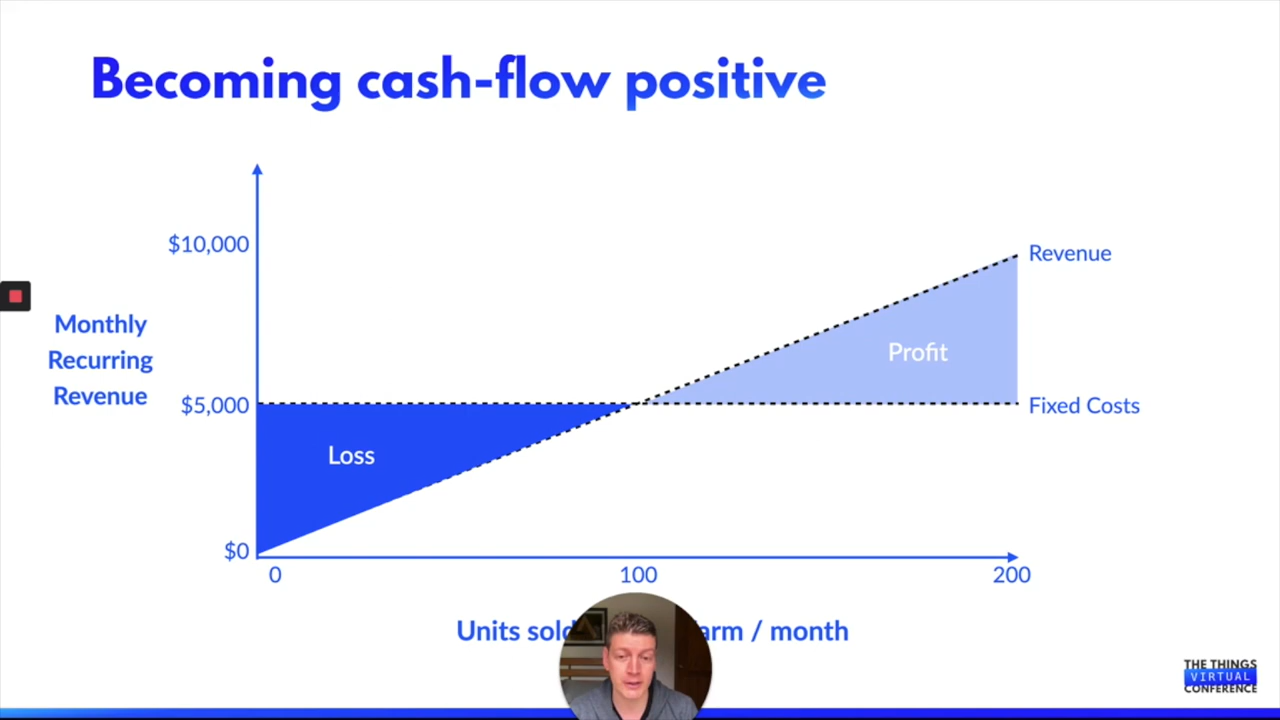 Becoming cash-flow positive
$10,000
Revenue
Monthly
Recurring
Revenue
$5,000
Fixed Costs
Profit
Loss
$0
0
100
200
Units sold / month
THE THINGS
VIRTUAL
CONFERENCE